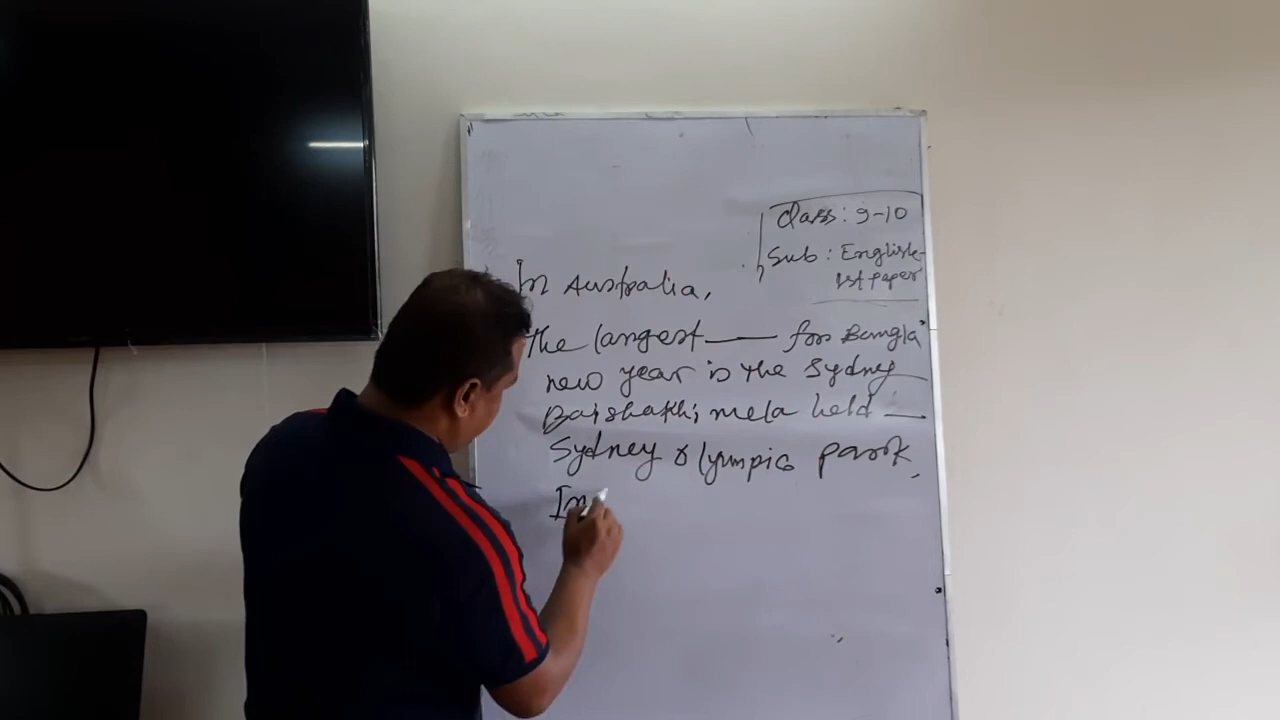 Class: 9-10
Sub: English
1st paper
In Australia,
The largest —— for Bangla
new year is the Sydney
Baishakhi mela held —
Sydney Olympic park.
In